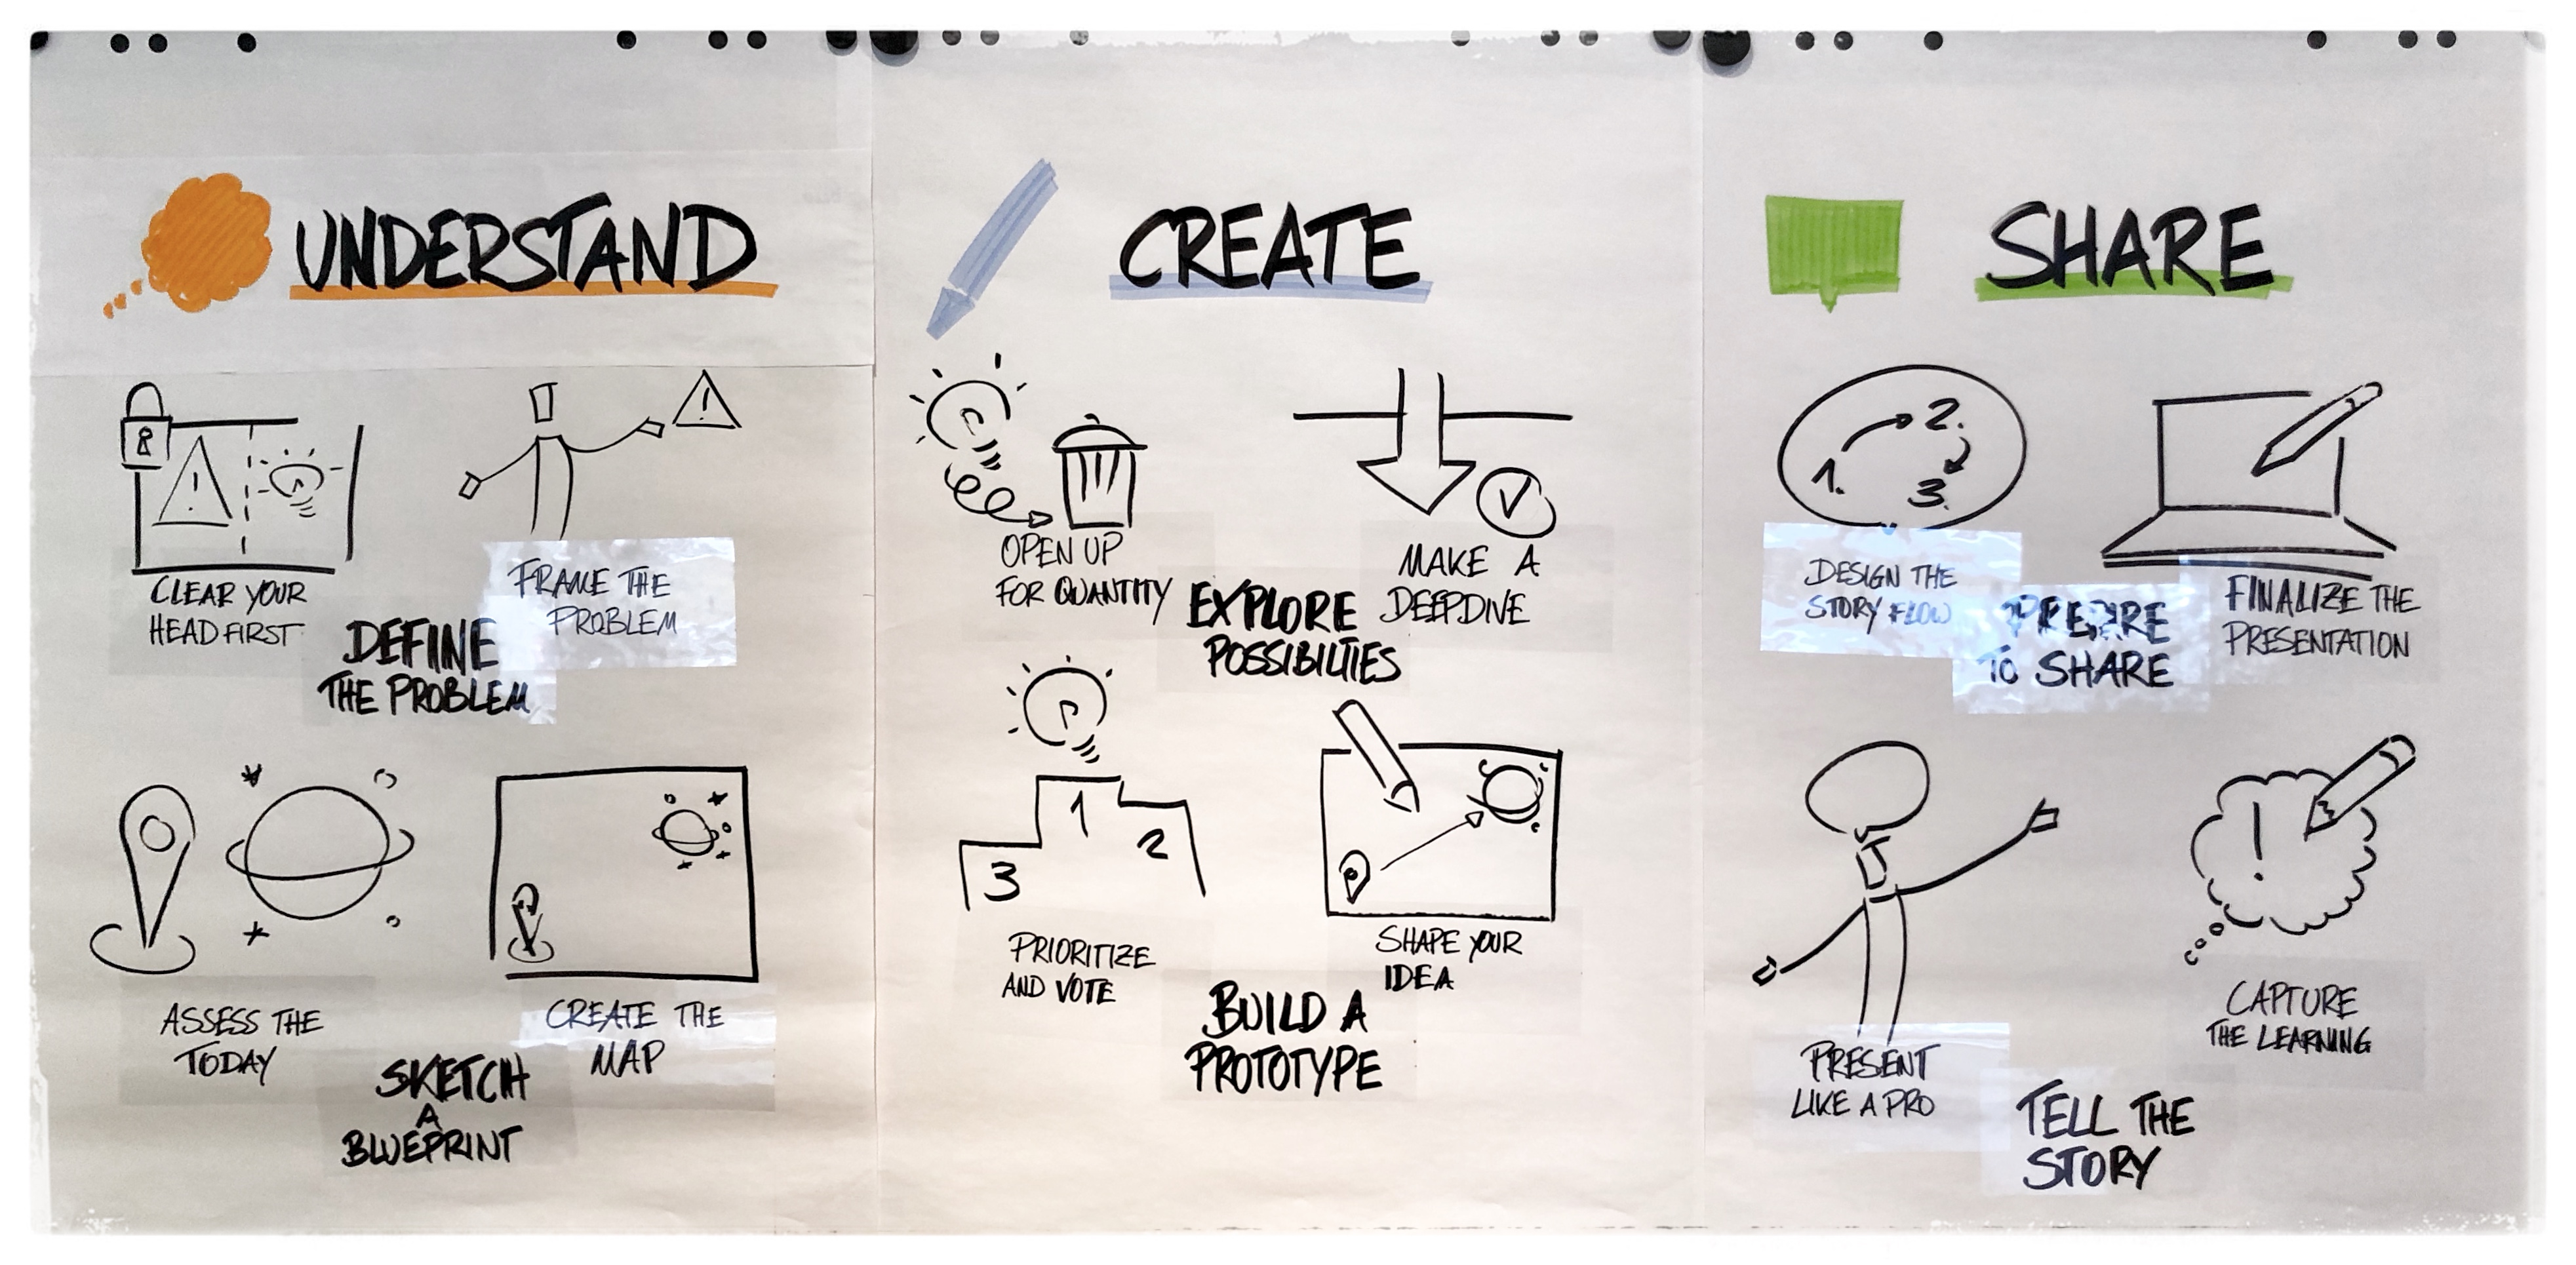 UNDERSTAND
CLEAR YOUR
HEAD FIRST
FRAME THE
PROBLEM
DEFINE
THE PROBLEM
ASSESS THE
TODAY
CREATE THE
MAP
SKETCH
A
BLUEPRINT
CREATE
OPEN UP
FOR QUANTITY
MAKE A
DEEPDIVE
EXPLORE
POSSIBILTIES
3
1
2
PRIORITIZE
AND VOTE
SHAPE YOUR
IDEA
BUILD A
PROTOTYPE
SHARE
1.
2.
3.
DESIGN THE
STORY FLOW
FINALIZE THE
PRESENTATION
PREPARE
TO SHARE
!
PRESENT
LIKE A PRO
CAPTURE
THE LEARNING
TELL THE
STORY